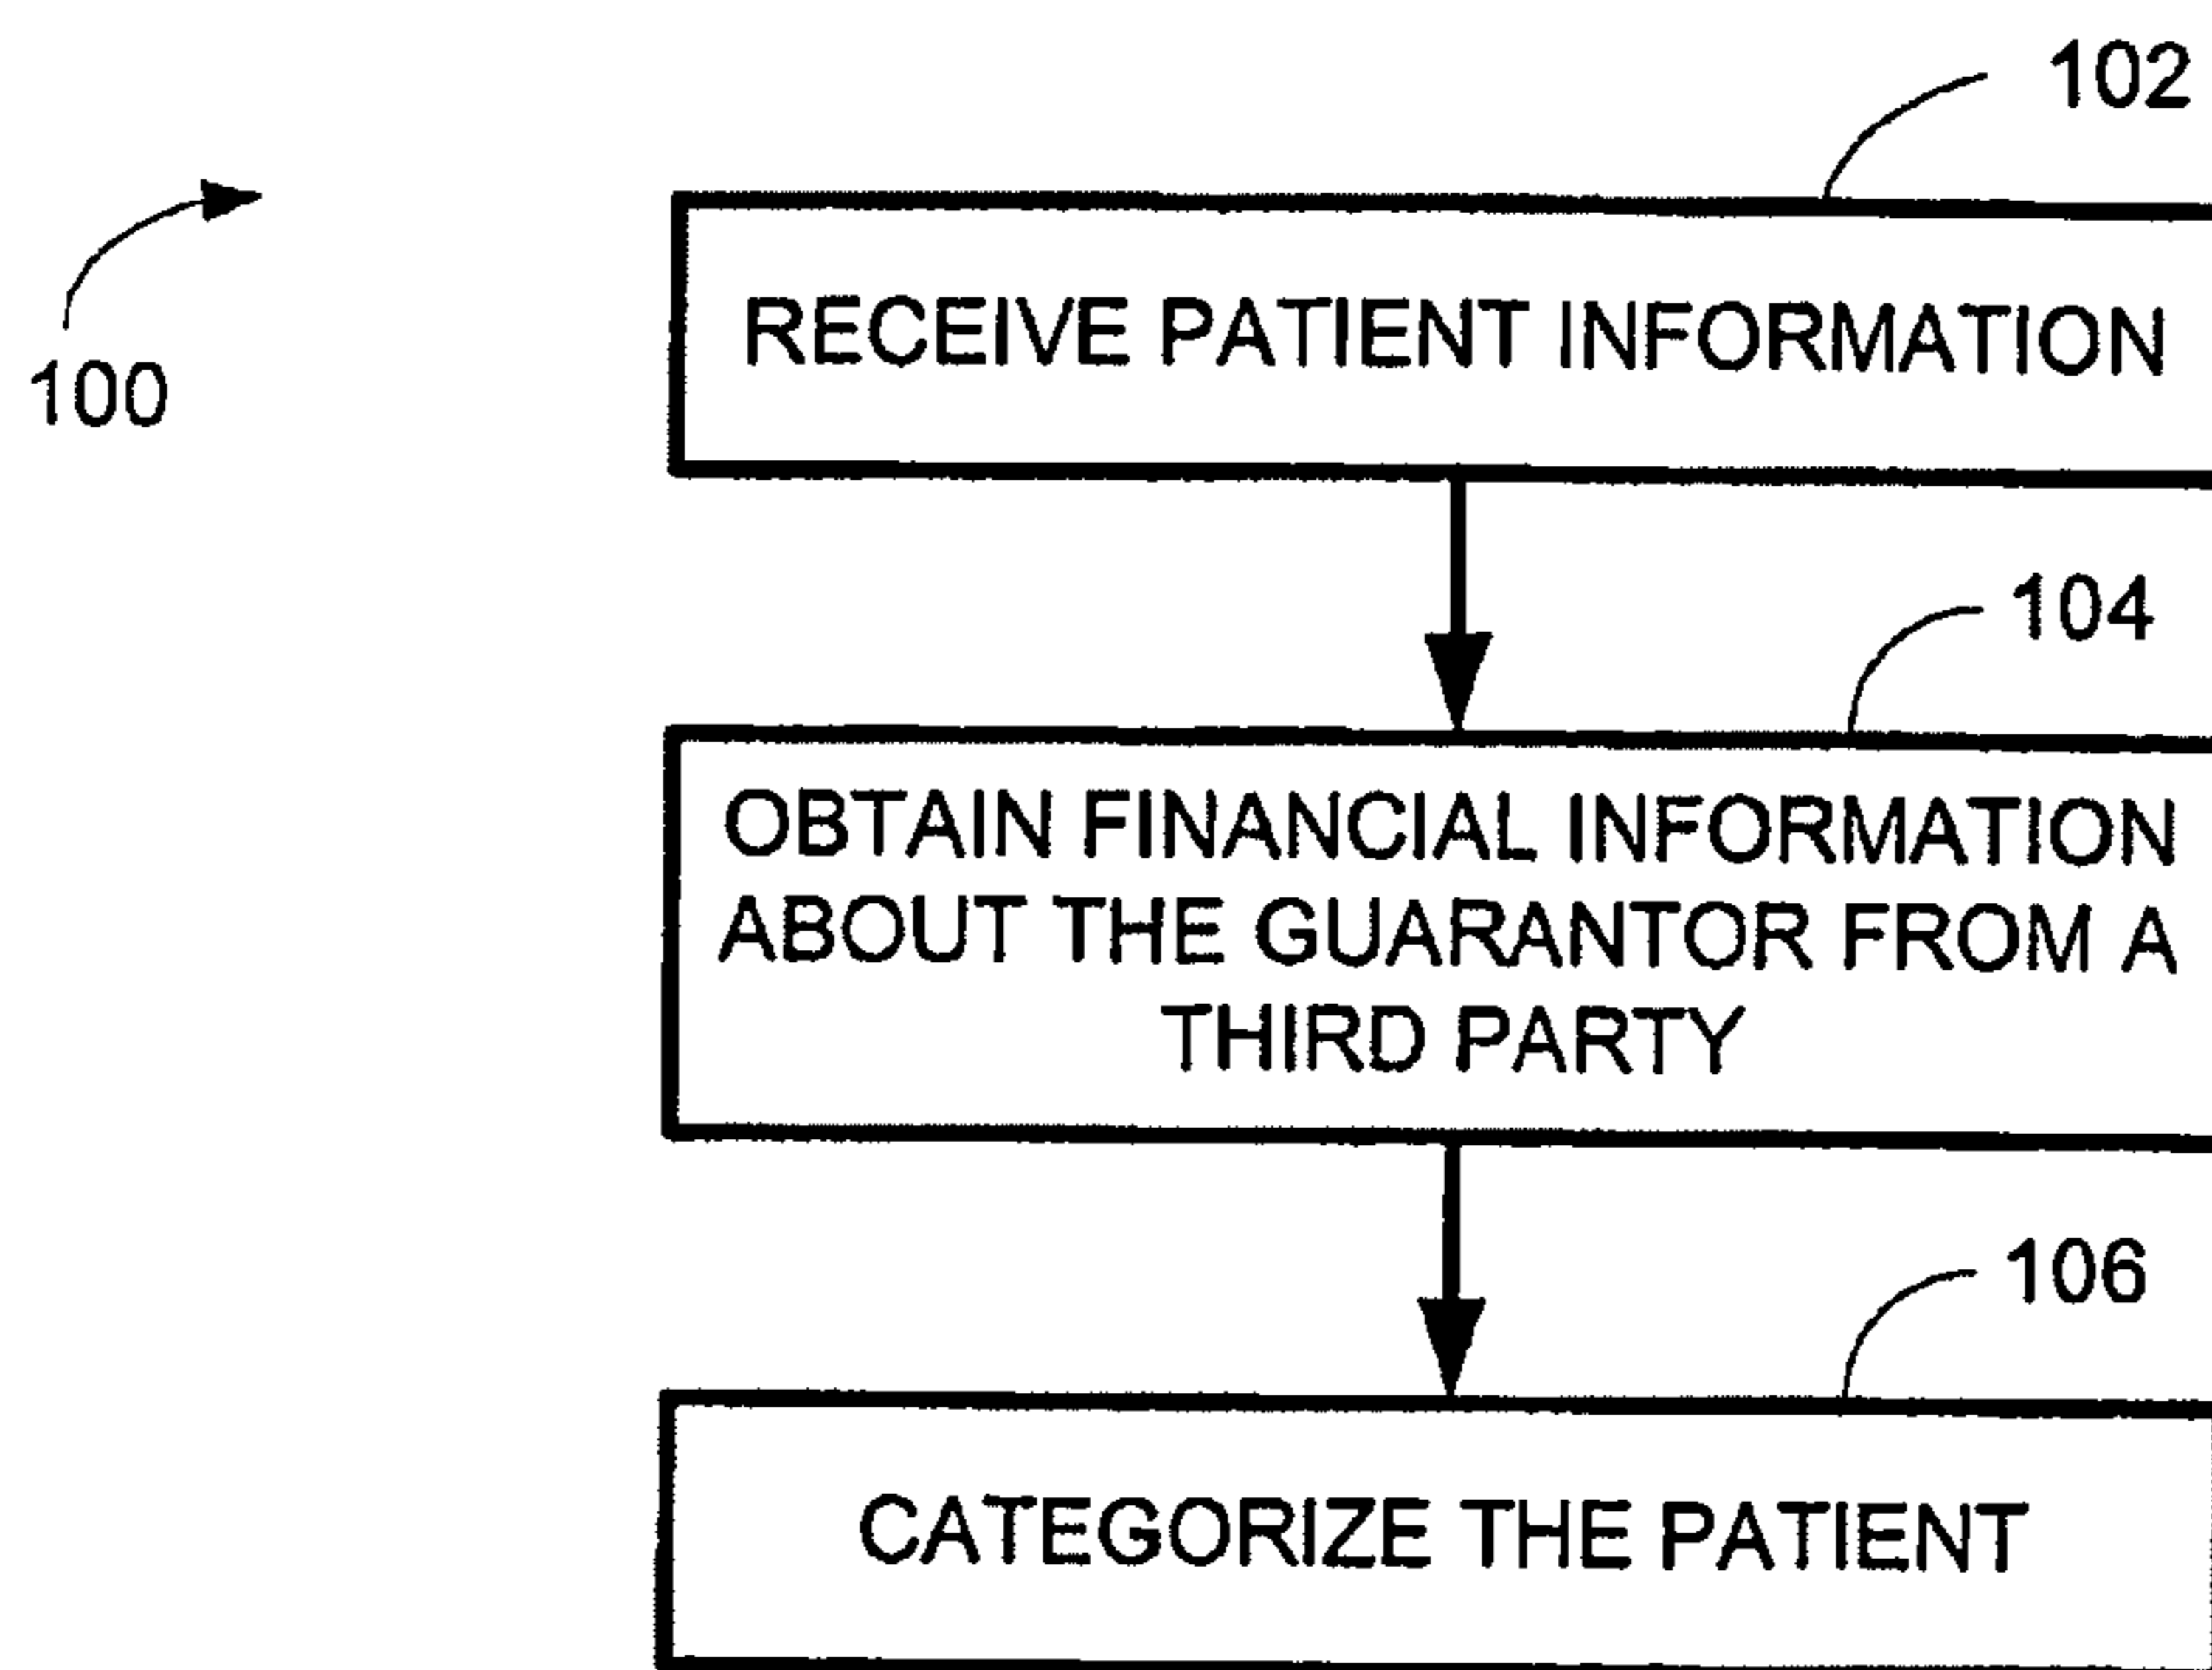 102
100
RECEIVE PATIENT INFORMATION
104
OBTAIN FINANCIAL INFORMATION
ABOUT THE GUARANTOR FROM A
THIRD PARTY
106
CATEGORIZE THE PATIENT